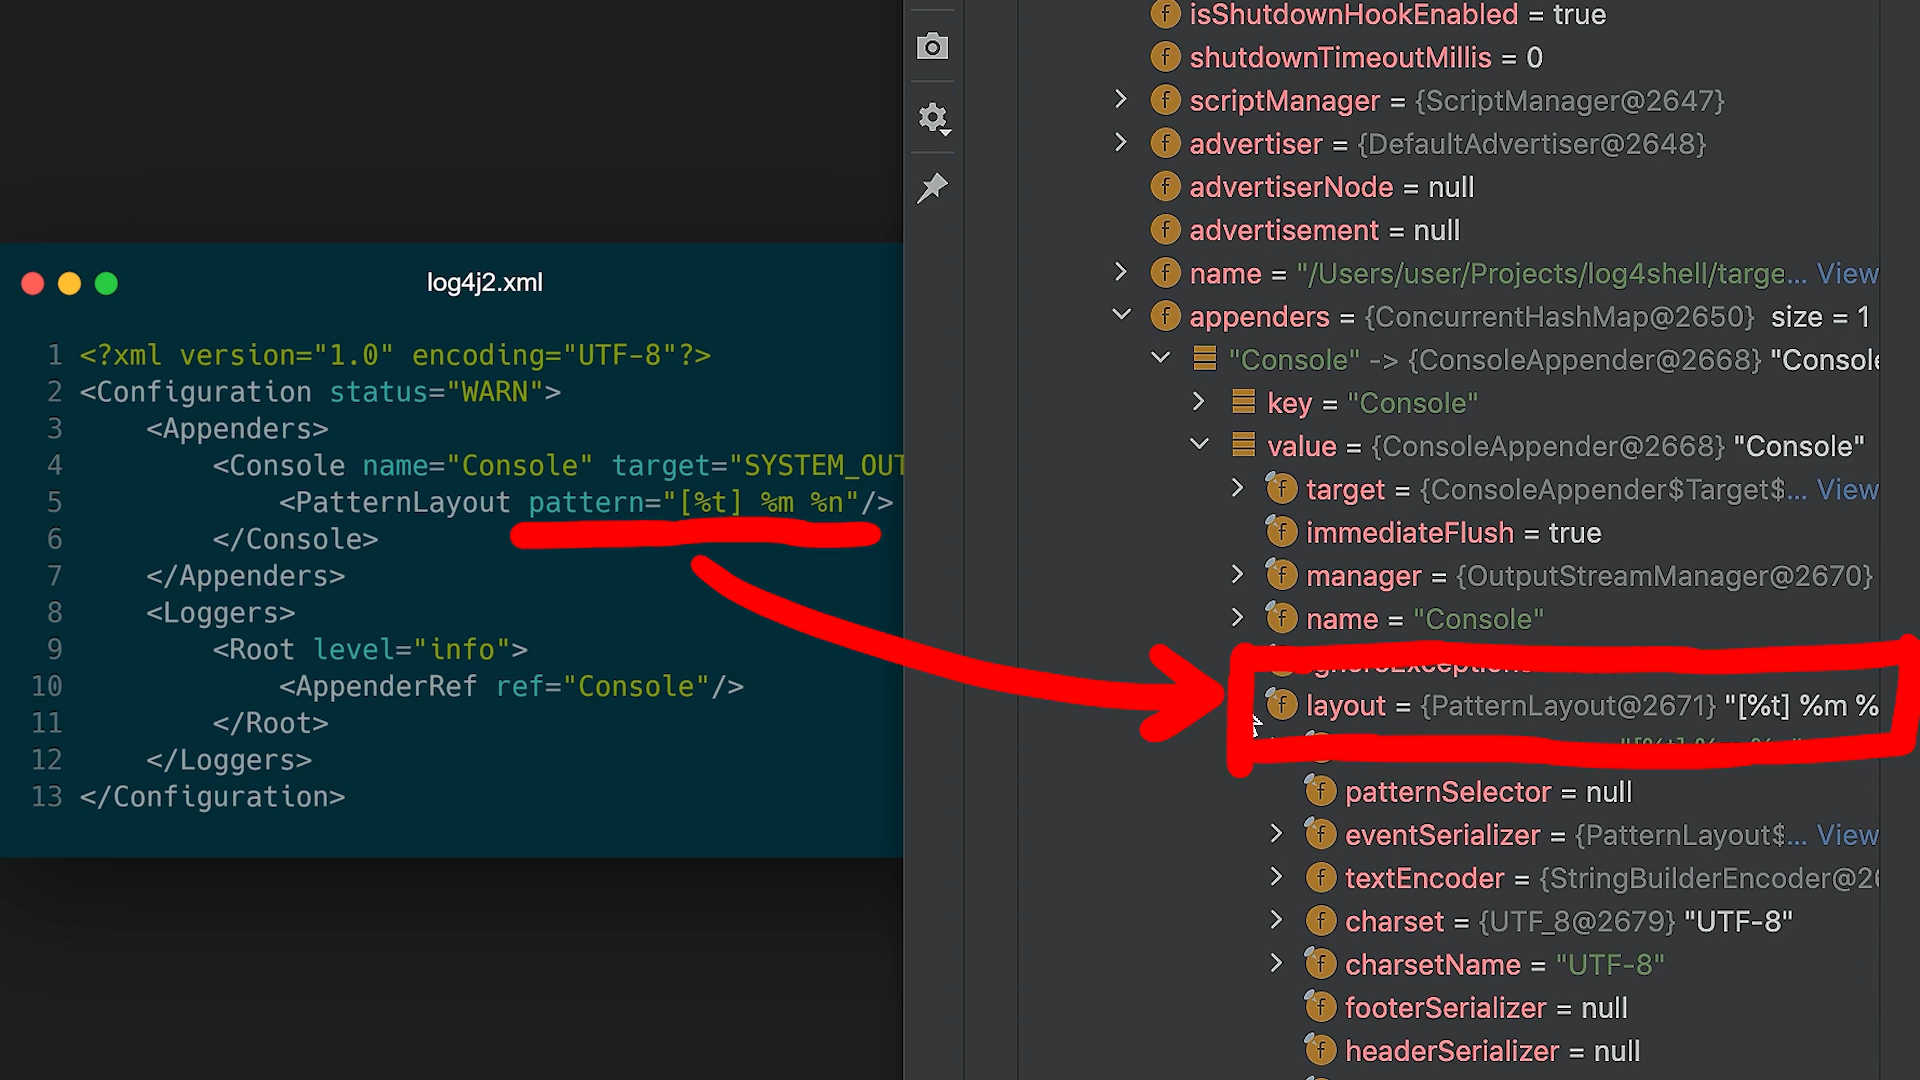 log4j2.xml
1 <?xml version="1.0" encoding="UTF-8"?>
2 <Configuration status="WARN">
3 <Appenders>
4 <Console name="Console" target="SYSTEM_OUT
5 <PatternLayout pattern="[%t] %m %n"/>
6 </Console>
7 </Appenders>
8 <Loggers>
9 <Root level="info">
10 <AppenderRef ref="Console"/>
11 </Root>
12 </Loggers>
13 </Configuration>
f isShutdownHookEnabled = true
f shutdownTimeoutMillis = 0
f scriptManager = {ScriptManager@2647}
f advertiser = {DefaultAdvertiser@2648}
f advertiserNode = null
f advertisement = null
f name = "/Users/user/Projects/log4shell/targe... View
f appenders = {ConcurrentHashMap@2650} size = 1
"Console" -> {ConsoleAppender@2668} "Console
key = "Console"
value = {ConsoleAppender@2668} "Console"
f target = {ConsoleAppender$Target$... View
f immediateFlush = true
f manager = {OutputStreamManager@2670}
f name = "Console"
f layout = {PatternLayout@2671} "[%t] %m %
f patternSelector = null
f eventSerializer = {PatternLayout$... View
f textEncoder = {StringBuilderEncoder@2
f charset = {UTF_8@2679} "UTF-8"
f charsetName = "UTF-8"
f footerSerializer = null
f headerSerializer = null